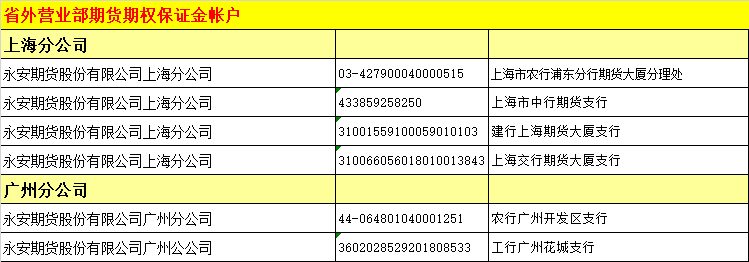 省外营业部期货期权保证金帐户
上海分公司
永安期货股份有限公司上海分公司 03-427900040000515 上海市农行浦东分行期货大厦分理处
永安期货股份有限公司上海分公司 433859258250 上海市中行期货支行
永安期货股份有限公司上海分公司 31001559100059010103 建行上海期货大厦支行
永安期货股份有限公司上海分公司 310066056018010013843 上海交行期货大厦支行
广州分公司
永安期货股份有限公司广州分公司 44-064801040001251 农行广州开发区支行
永安期货股份有限公司广州公公司 3602028529201808533 工行广州花城支行